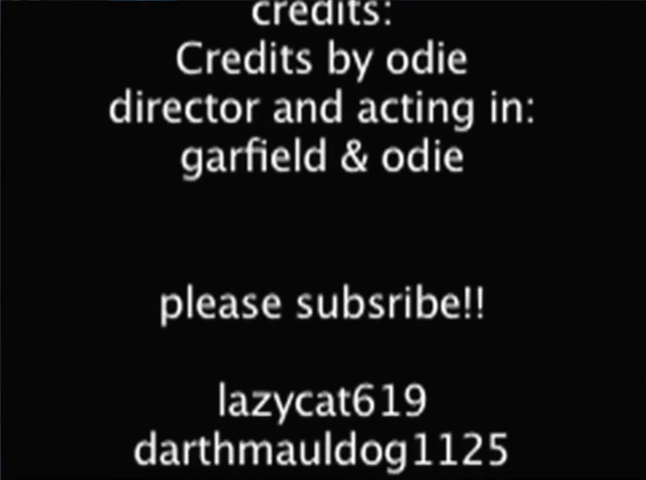 credits:
Credits by odie
director and acting in:
garfield & odie
please subsribe!!
lazycat619
darthmauldog1125